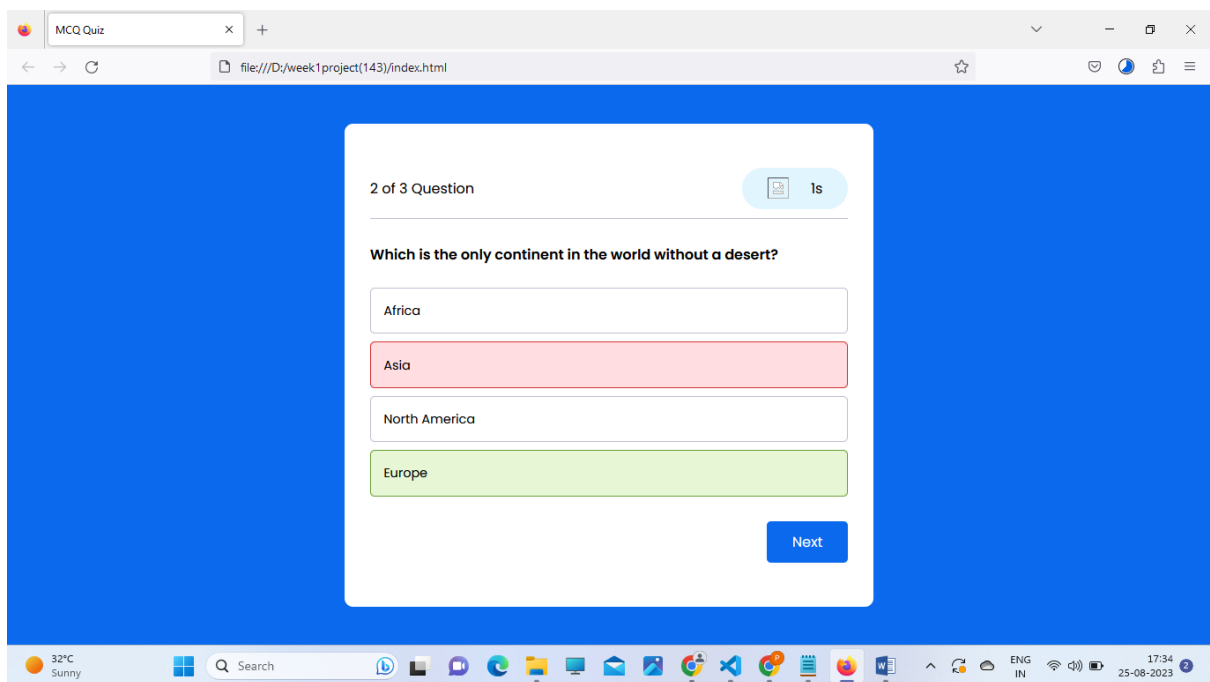 MCQ Quiz
file:///D:/week1project(143)/index.html
2 of 3 Question
1s
Which is the only continent in the world without a desert?
Africa
Asia
North America
Europe
Next
32°C
Sunny
Search
ENG
IN
17:34
25-08-2023
2